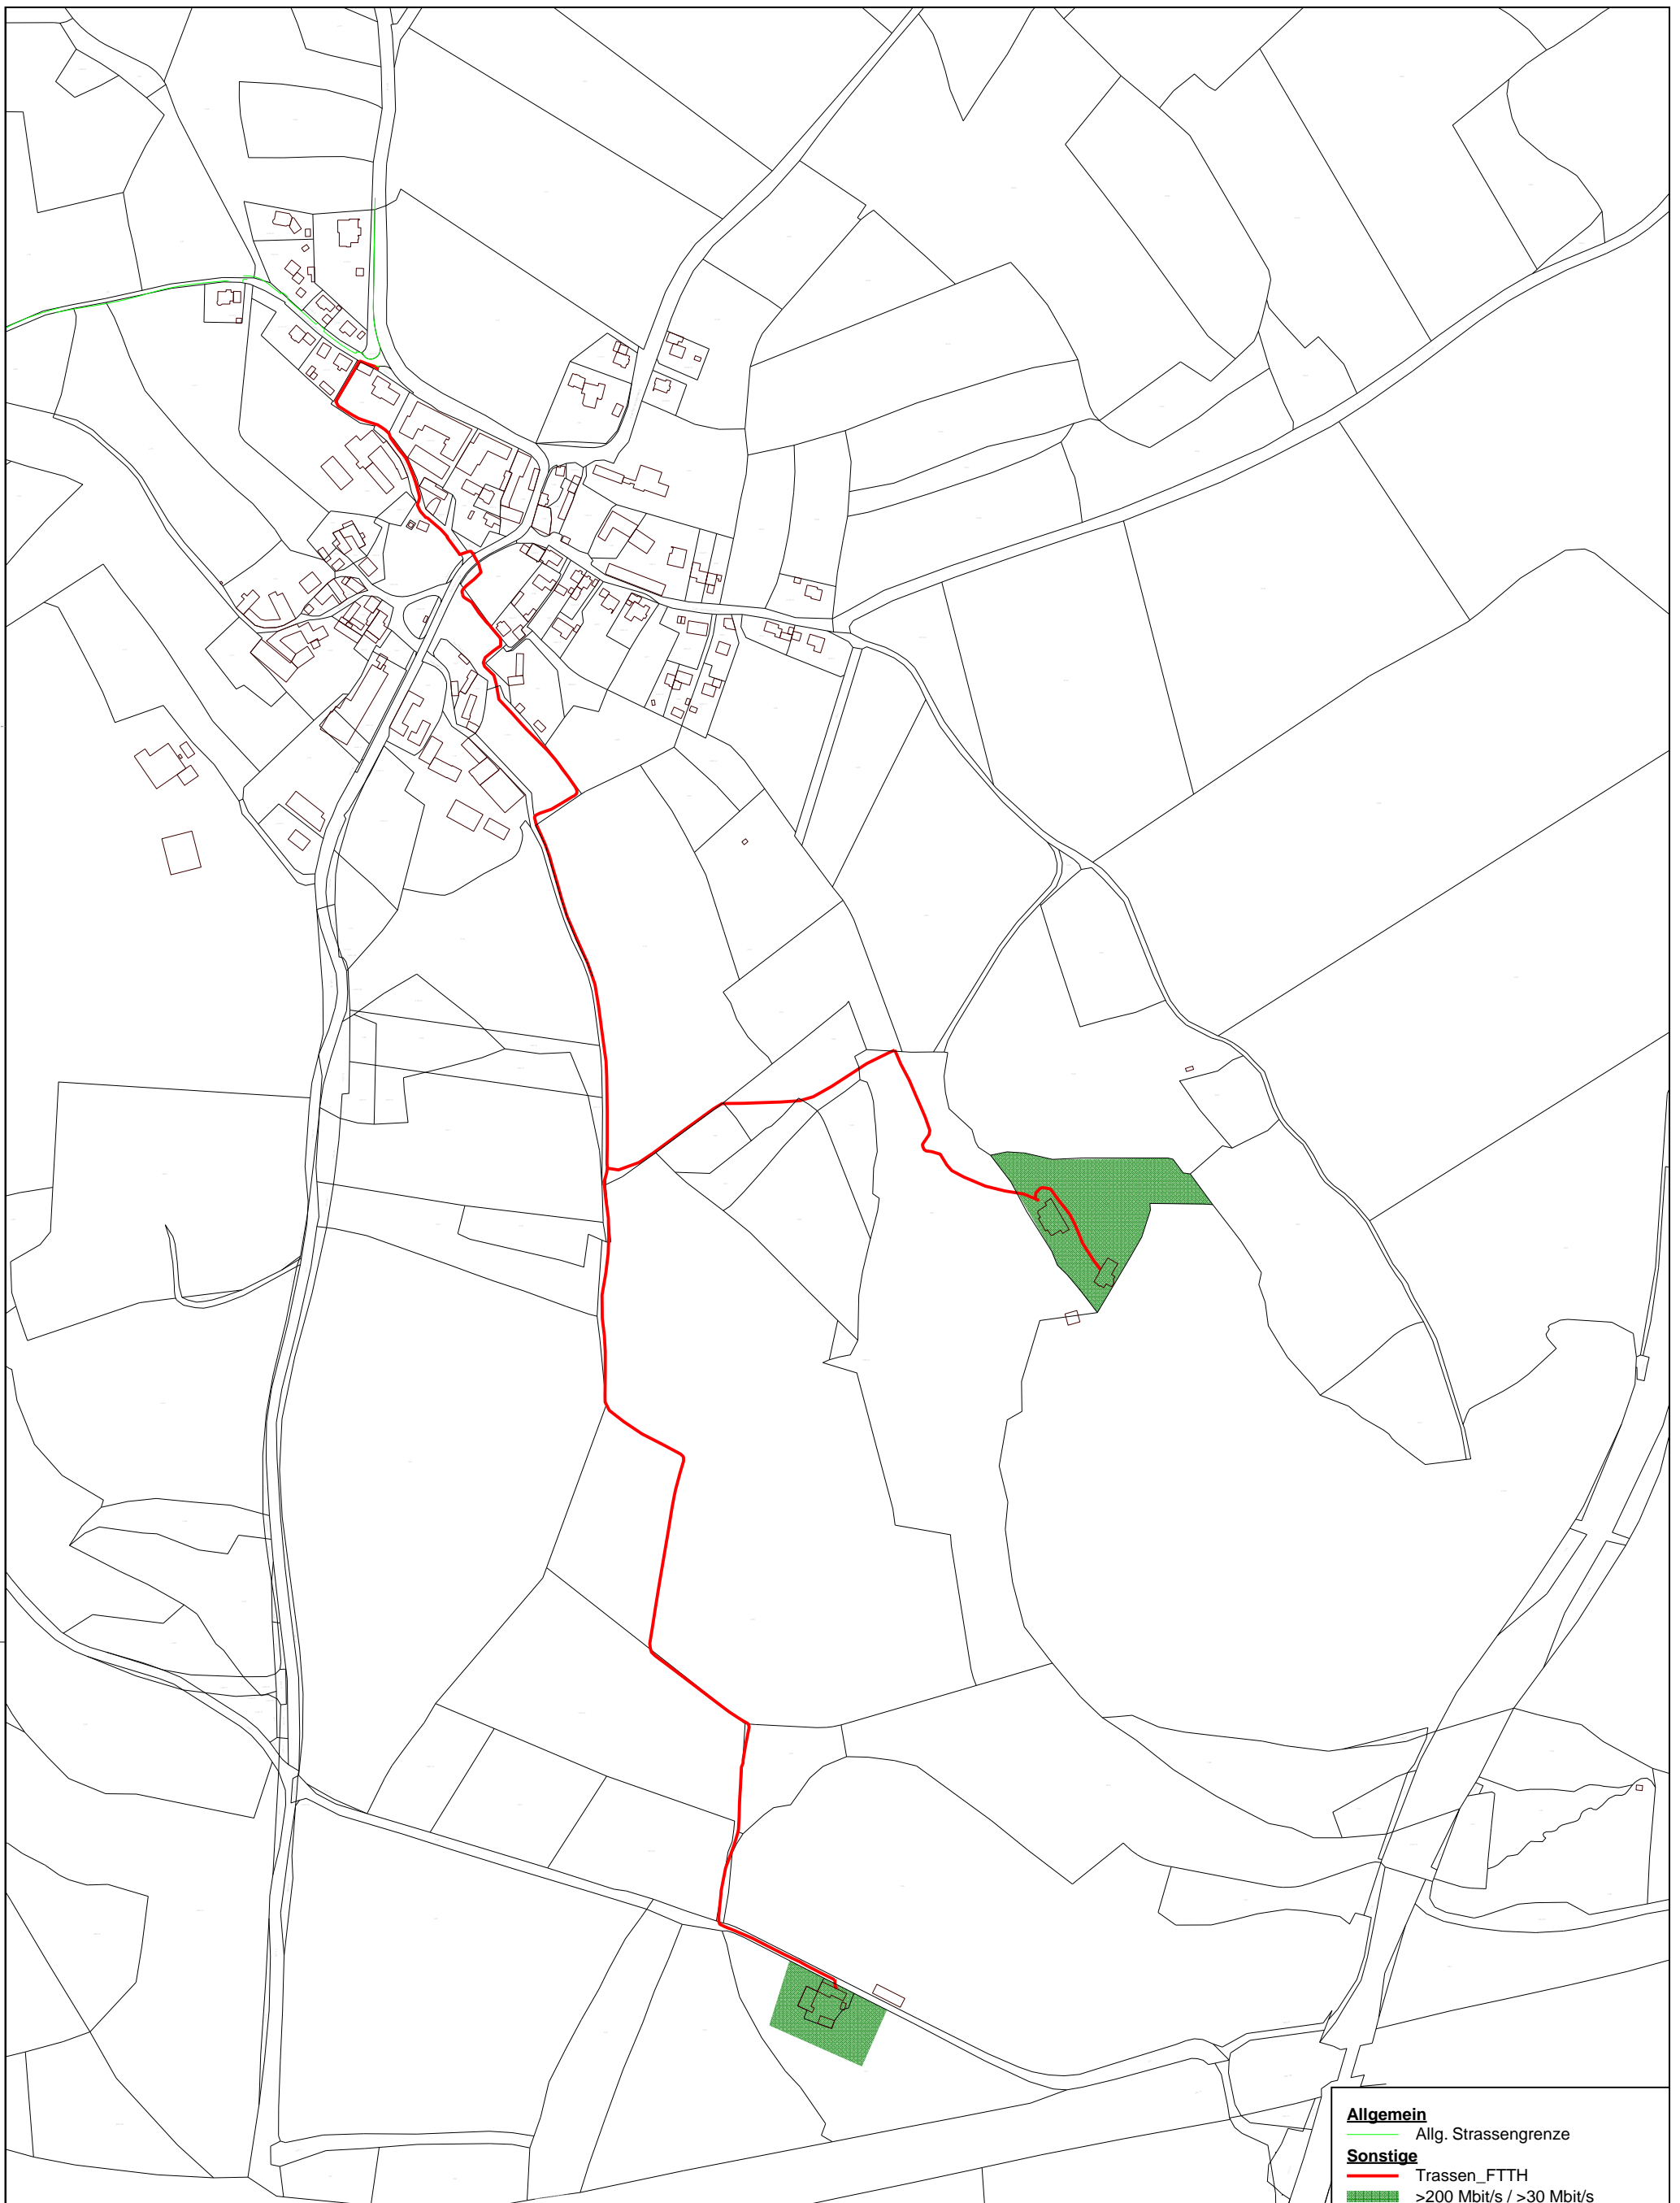 Allgemein
Allg. Strassengrenze
Sonstige
Trassen_FTTH
>200 Mbit/s / >30 Mbit/s